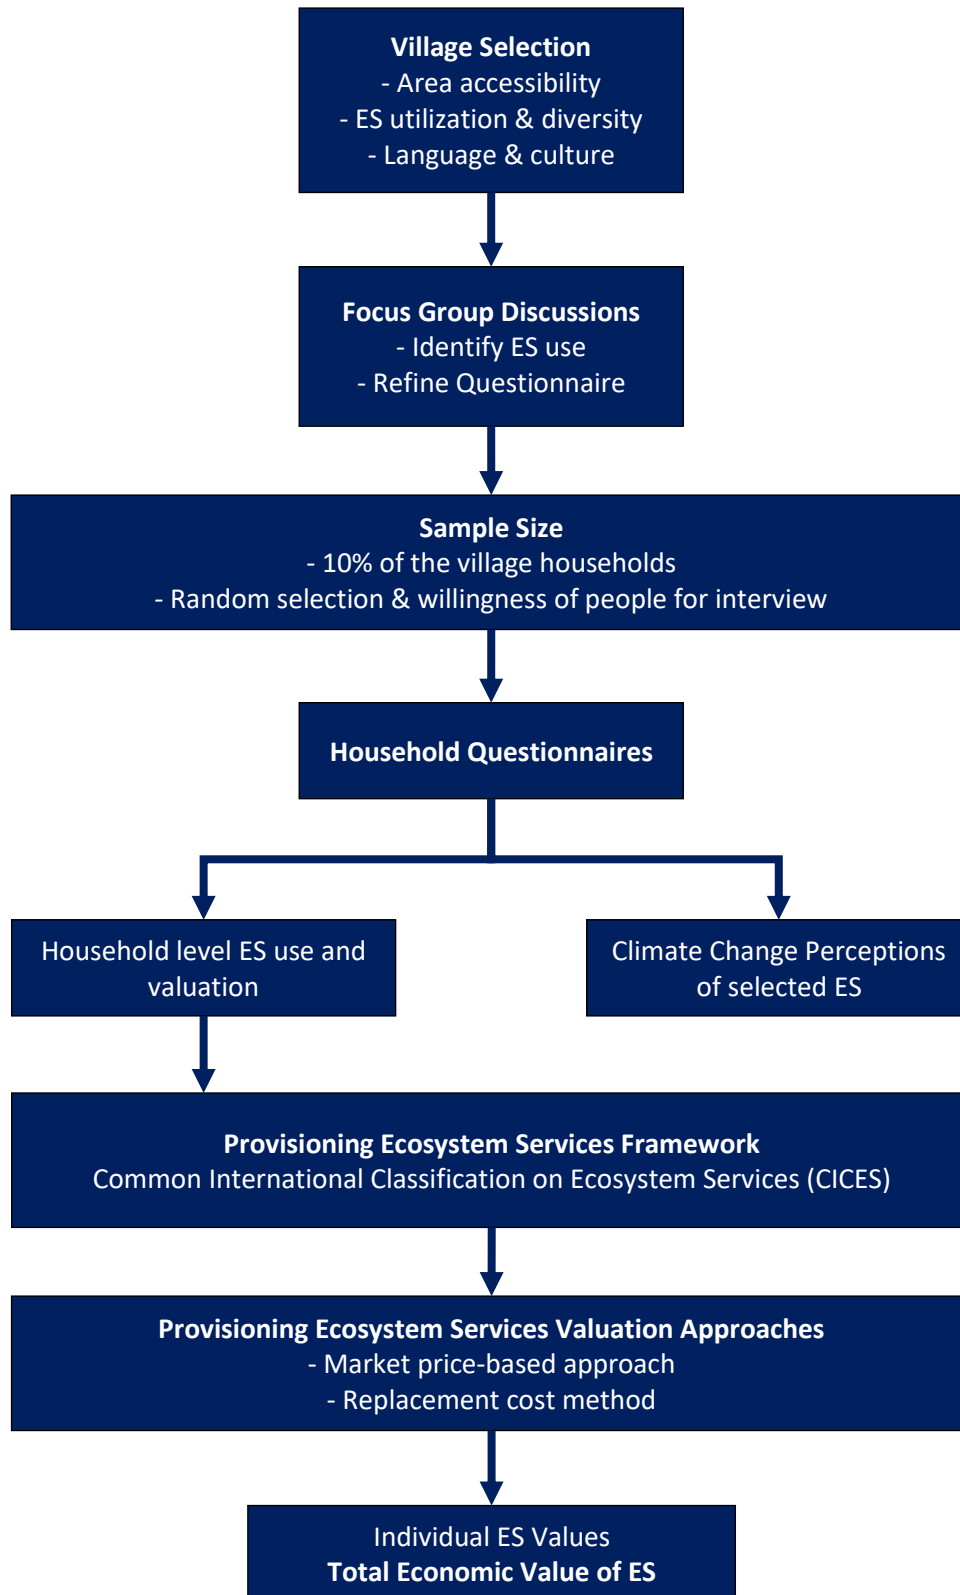 Village Selection
- Area accessibility
- ES utilization & diversity
- Language & culture
Focus Group Discussions
- Identify ES use
- Refine Questionnaire
Sample Size
- 10% of the village households
- Random selection & willingness of people for interview
Household Questionnaires
Household level ES use and
valuation
Climate Change Perceptions
of selected ES
Provisioning Ecosystem Services Framework
Common International Classification on Ecosystem Services (CICES)
Provisioning Ecosystem Services Valuation Approaches
- Market price-based approach
- Replacement cost method
Individual ES Values
Total Economic Value of ES